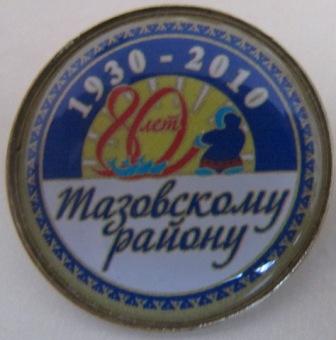 1930-2010
80 лет
Тазовскому
району